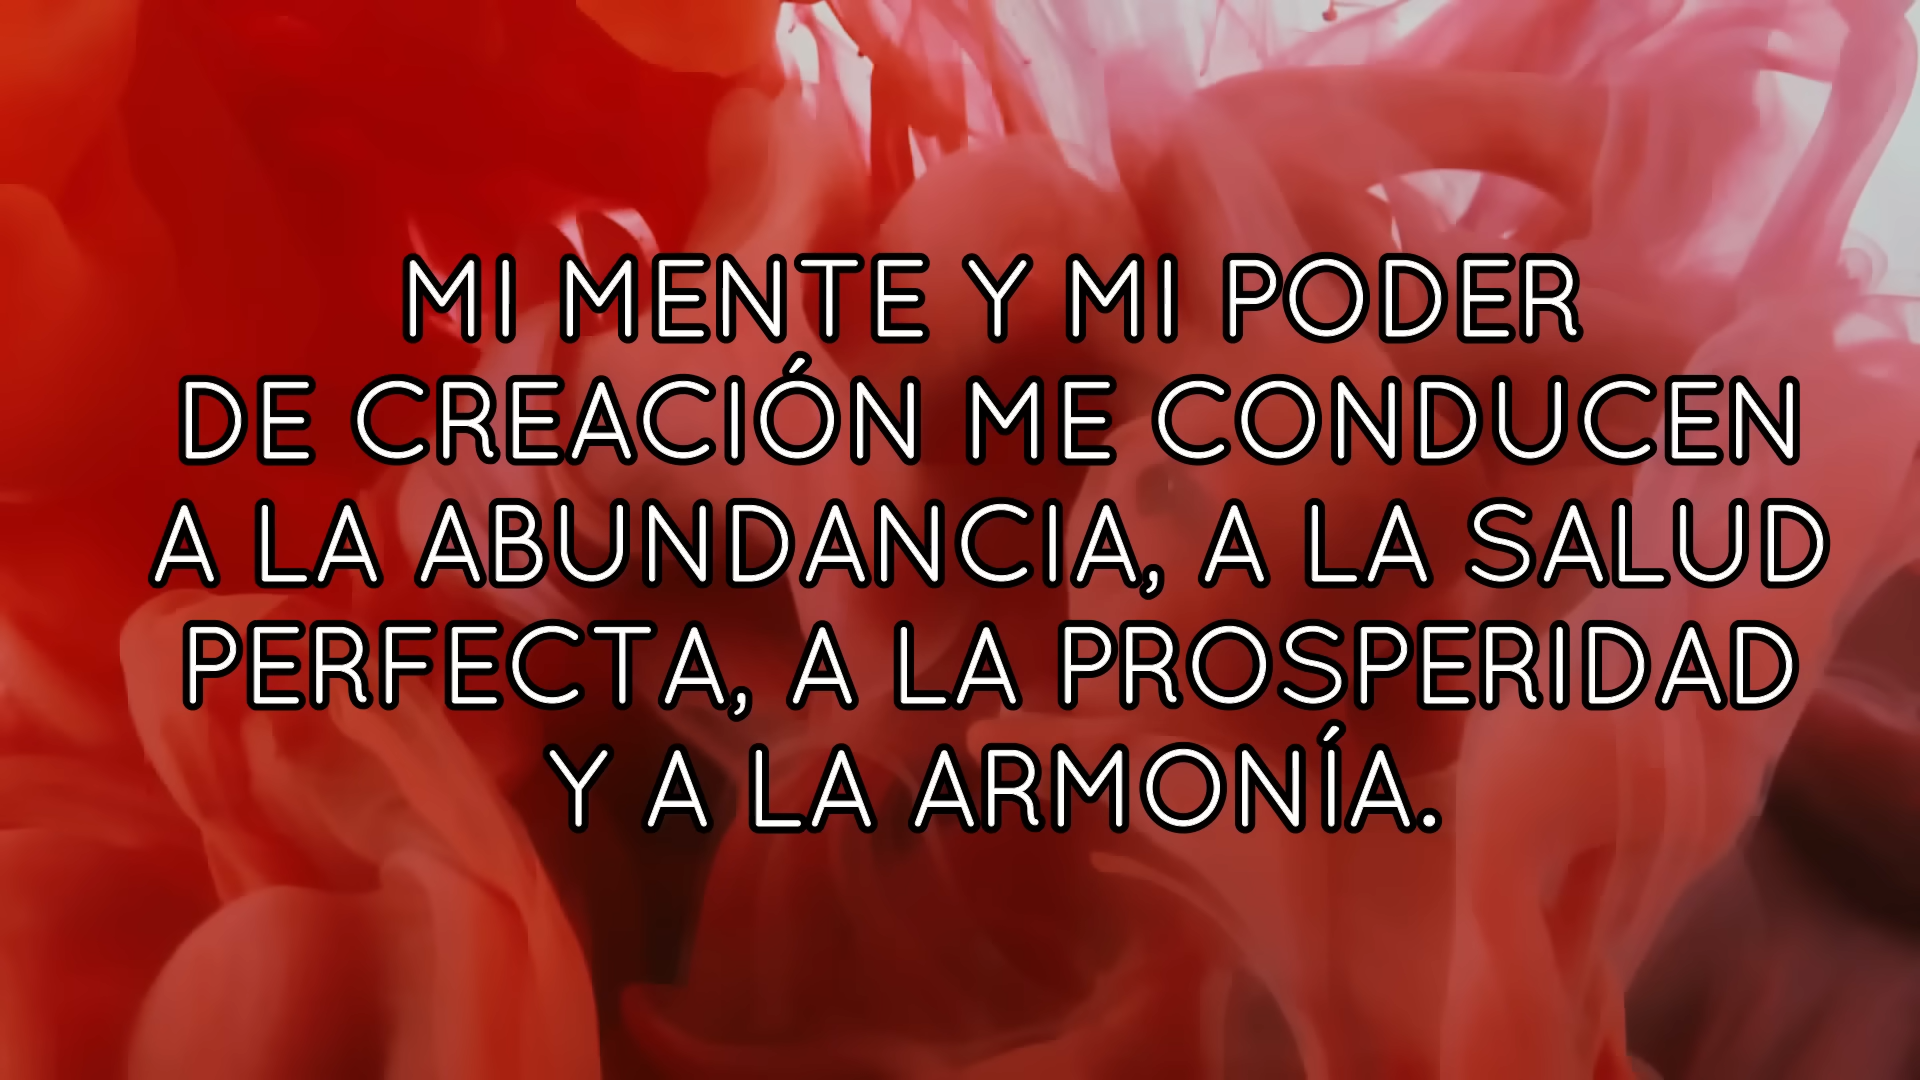 MI MENTE Y MI PODER
DE CREACIÓN ME CONDUCEN
A LA ABUNDANCIA, A LA SALUD
PERFECTA, A LA PROSPERIDAD
Y A LA ARMONÍA.